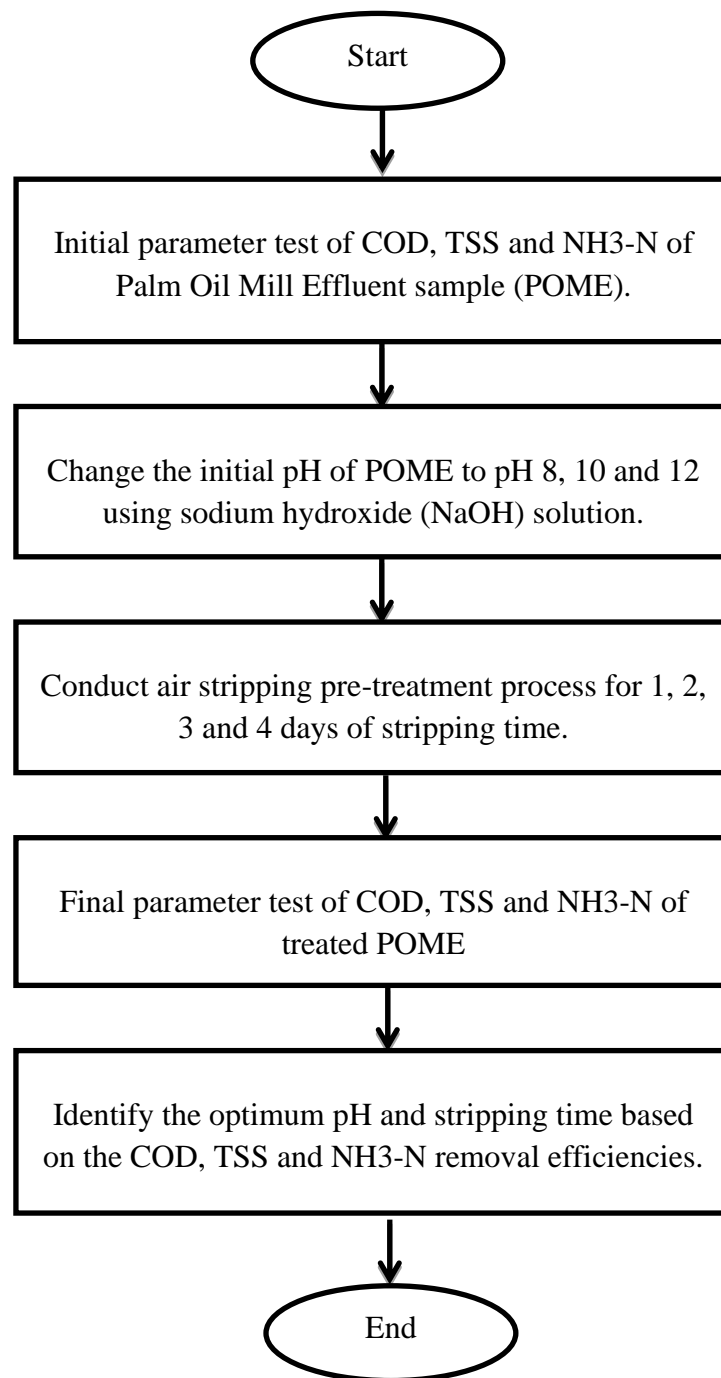 Start
Initial parameter test of COD, TSS and NH3-N of
Palm Oil Mill Effluent sample (POME).
Change the initial pH of POME to pH 8, 10 and 12
using sodium hydroxide (NaOH) solution.
Conduct air stripping pre-treatment process for 1, 2,
3 and 4 days of stripping time.
Final parameter test of COD, TSS and NH3-N of
treated POME
Identify the optimum pH and stripping time based
on the COD, TSS and NH3-N removal efficiencies.
End